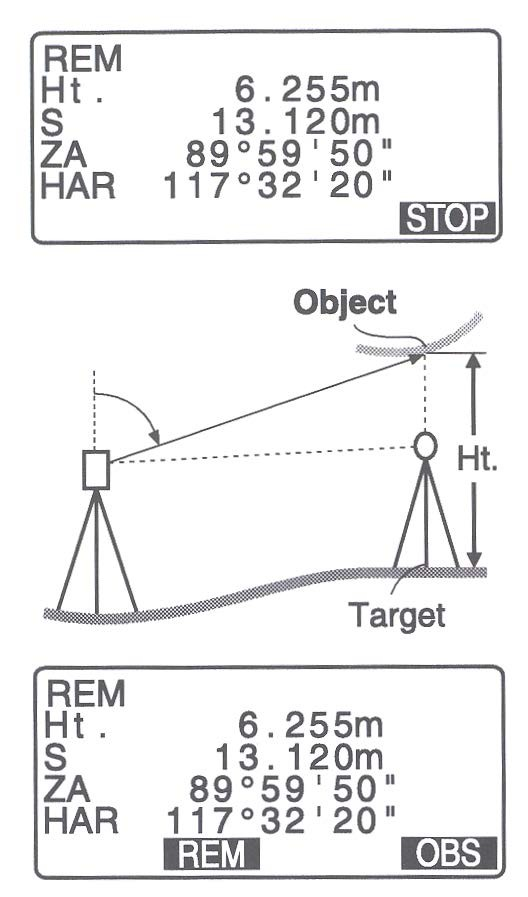 REM
Ht. 6.255m
S 13.120m
ZA 89°59'50"
HAR 117°32'20"
STOP
Object
Ht.
Target
REM
Ht. 6.255m
S 13.120m
ZA 89°59'50"
HAR 117°32'20"
REM OBS